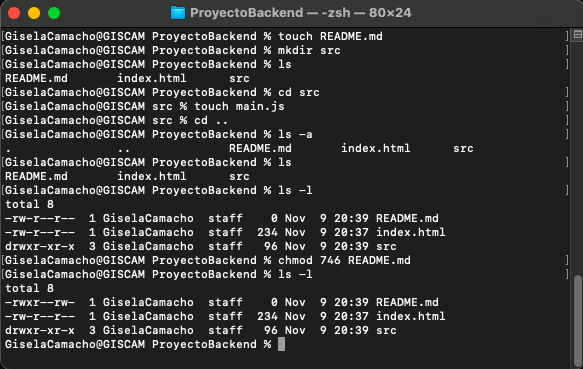 ProyectoBackend — -zsh — 80×24
[GiselaCamacho@GISCAM ProyectoBackend % touch README.md ]
[GiselaCamacho@GISCAM ProyectoBackend % mkdir src ]
[GiselaCamacho@GISCAM ProyectoBackend % ls ]
README.md index.html src
[GiselaCamacho@GISCAM ProyectoBackend % cd src ]
[GiselaCamacho@GISCAM src % touch main.js ]
[GiselaCamacho@GISCAM src % cd .. ]
[GiselaCamacho@GISCAM ProyectoBackend % ls -a ]
. .. README.md index.html src
[GiselaCamacho@GISCAM ProyectoBackend % ls ]
README.md index.html src
[GiselaCamacho@GISCAM ProyectoBackend % ls -l ]
total 8
-rw-r--r-- 1 GiselaCamacho staff 0 Nov 9 20:39 README.md
-rw-r--r-- 1 GiselaCamacho staff 234 Nov 9 20:37 index.html
drwxr-xr-x 3 GiselaCamacho staff 96 Nov 9 20:39 src
[GiselaCamacho@GISCAM ProyectoBackend % chmod 746 README.md ]
[GiselaCamacho@GISCAM ProyectoBackend % ls -l ]
total 8
-rwxr--rw- 1 GiselaCamacho staff 0 Nov 9 20:39 README.md
-rw-r--r-- 1 GiselaCamacho staff 234 Nov 9 20:37 index.html
drwxr-xr-x 3 GiselaCamacho staff 96 Nov 9 20:39 src
GiselaCamacho@GISCAM ProyectoBackend %